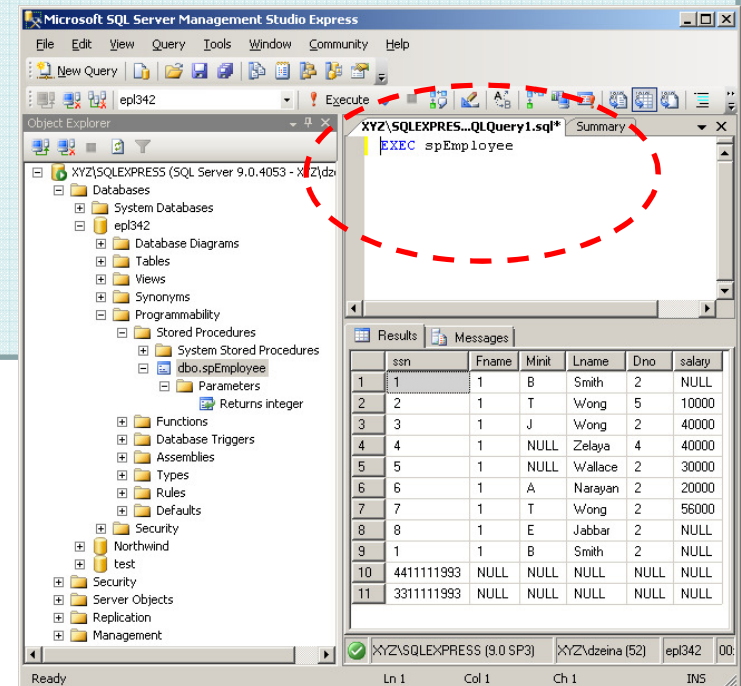 Microsoft SQL Server Management Studio Express
File Edit View Query Tools Window Community Help
New Query
epl342 Execute
Object Explorer
XYZ\SQLEXPRESS (SQL Server 9.0.4053 - XYZ\dze
Databases
System Databases
epl342
Database Diagrams
Tables
Views
Synonyms
Programmability
Stored Procedures
System Stored Procedures
dbo.spEmployee
Parameters
Returns integer
Functions
Database Triggers
Assemblies
Types
Rules
Defaults
Security
Northwind
test
Security
Server Objects
Replication
Management
XYZ\SQLEXPRES...QLQuery1.sql* Summary
EXEC spEmployee
Results Messages
ssn Fname Minit Lname Dno salary
1 1 1 B Smith 2 NULL
2 2 1 T Wong 5 10000
3 3 1 J Wong 2 40000
4 4 1 NULL Zelaya 4 40000
5 5 1 NULL Wallace 2 30000
6 6 1 A Narayan 2 20000
7 7 1 T Wong 2 56000
8 8 1 E Jabbar 2 NULL
9 1 1 B Smith 2 NULL
10 4411111993 NULL NULL NULL NULL NULL
11 3311111993 NULL NULL NULL NULL NULL
XYZ\SQLEXPRESS (9.0 SP3) XYZ\dzeina (52) epl342 00:
Ready Ln 1 Col 1 Ch 1 INS